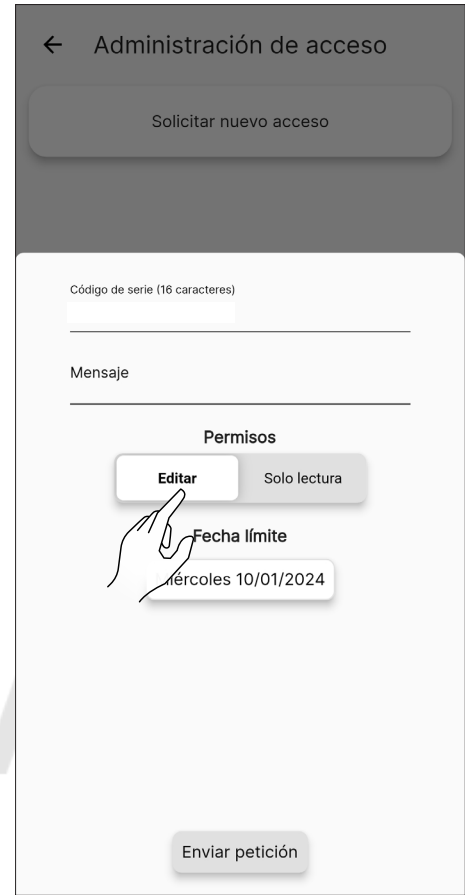 Administración de acceso
Solicitar nuevo acceso
Código de serie (16 caracteres)
Mensaje
Permisos
Editar Solo lectura
Fecha límite
10/01/2024
Enviar petición